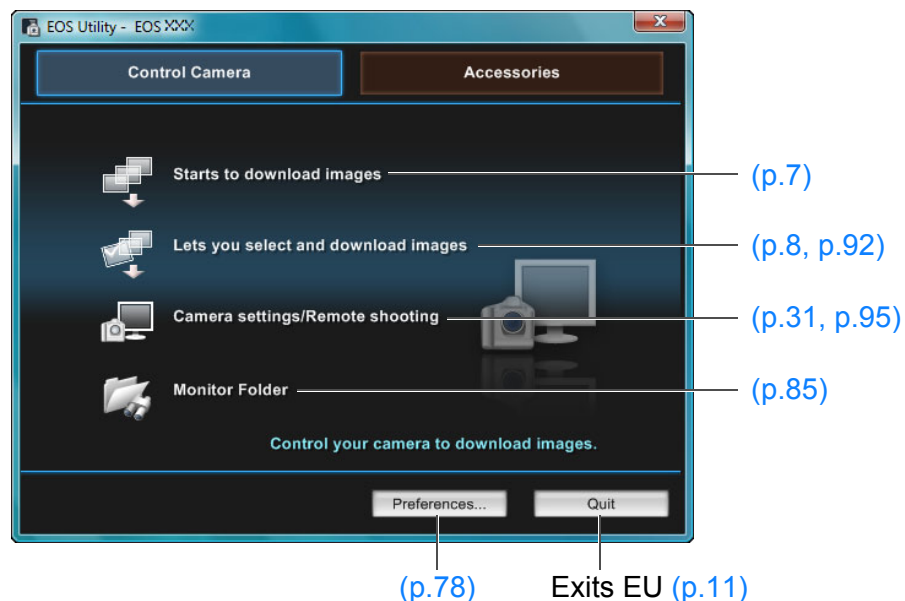 EOS Utility - EOS XXX
Control Camera
Accessories
Starts to download images (p.7)
Lets you select and download images (p.8, p.92)
Camera settings/Remote shooting (p.31, p.95)
Monitor Folder (p.85)
Control your camera to download images.
Preferences... Quit
(p.78) Exits EU (p.11)